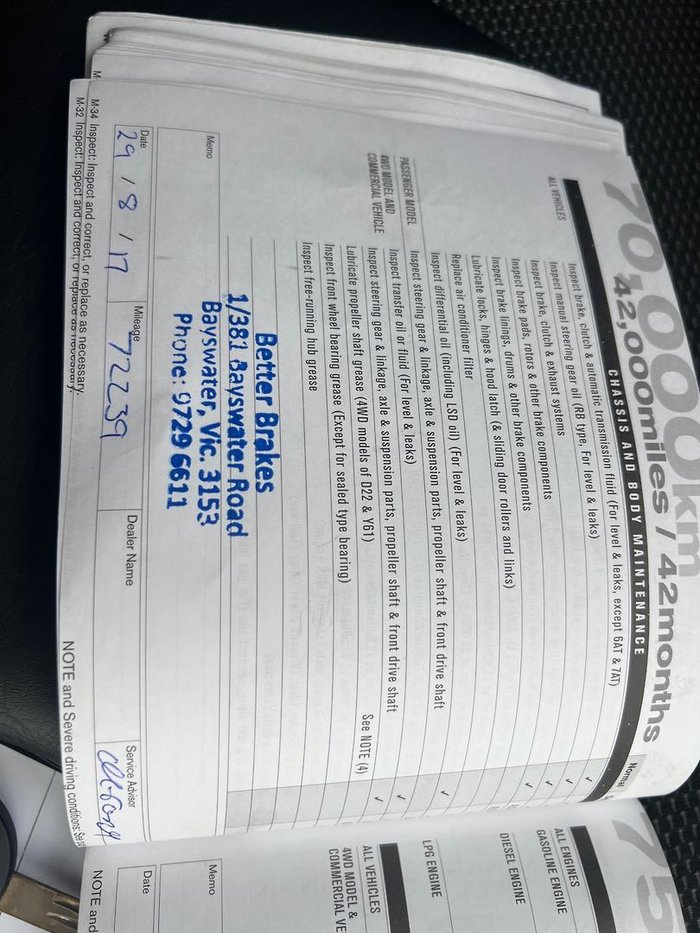 70,000km
42,000miles / 42months
CHASSIS AND BODY MAINTENANCE
Normal
ALL VEHICLES
Inspect brake, clutch & automatic transmission fluid (For level & leaks, except 6AT & 7AT) ✓
Inspect manual steering gear oil (RB type, For level & leaks) ✓
Inspect brake, clutch & exhaust systems ✓
Inspect brake pads, rotors & other brake components ✓
Inspect brake linings, drums & other brake components
Lubricate locks, hinges & hood latch (& sliding door rollers and links)
Replace air conditioner filter
Inspect differential oil (including LSD oil) (For level & leaks) ✓
PASSENGER MODEL
Inspect steering gear & linkage, axle & suspension parts, propeller shaft & front drive shaft
4WD MODEL AND
COMMERCIAL VEHICLE
Inspect transfer oil or fluid (For level & leaks) ✓
Inspect steering gear & linkage, axle & suspension parts, propeller shaft & front drive shaft ✓
Lubricate propeller shaft grease (4WD models of D22 & Y61) See NOTE (4)
Inspect front wheel bearing grease (Except for sealed type bearing)
Inspect free-running hub grease
Memo
Better Brakes
1/381 Bayswater Road
Bayswater, Vic. 3153
Phone: 9729 6611
Date
29 / 8 / 17
Mileage 72239
Dealer Name
Service Advisor
M-34 Inspect: Inspect and correct, or replace as necessary.
M-32 Inspect: Inspect and correct, or replace as necessary.
NOTE and Severe driving conditions:
75
ALL ENGINES
GASOLINE ENGINE
DIESEL ENGINE
LPG ENGINE
ALL VEHICLES
4WD MODEL &
COMMERCIAL VE
Memo
Date
NOTE and